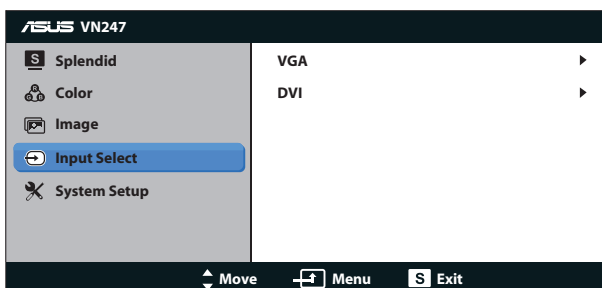 ASUS VN247
S Splendid
Color
Image
Input Select
System Setup
VGA
DVI
Move Menu S Exit